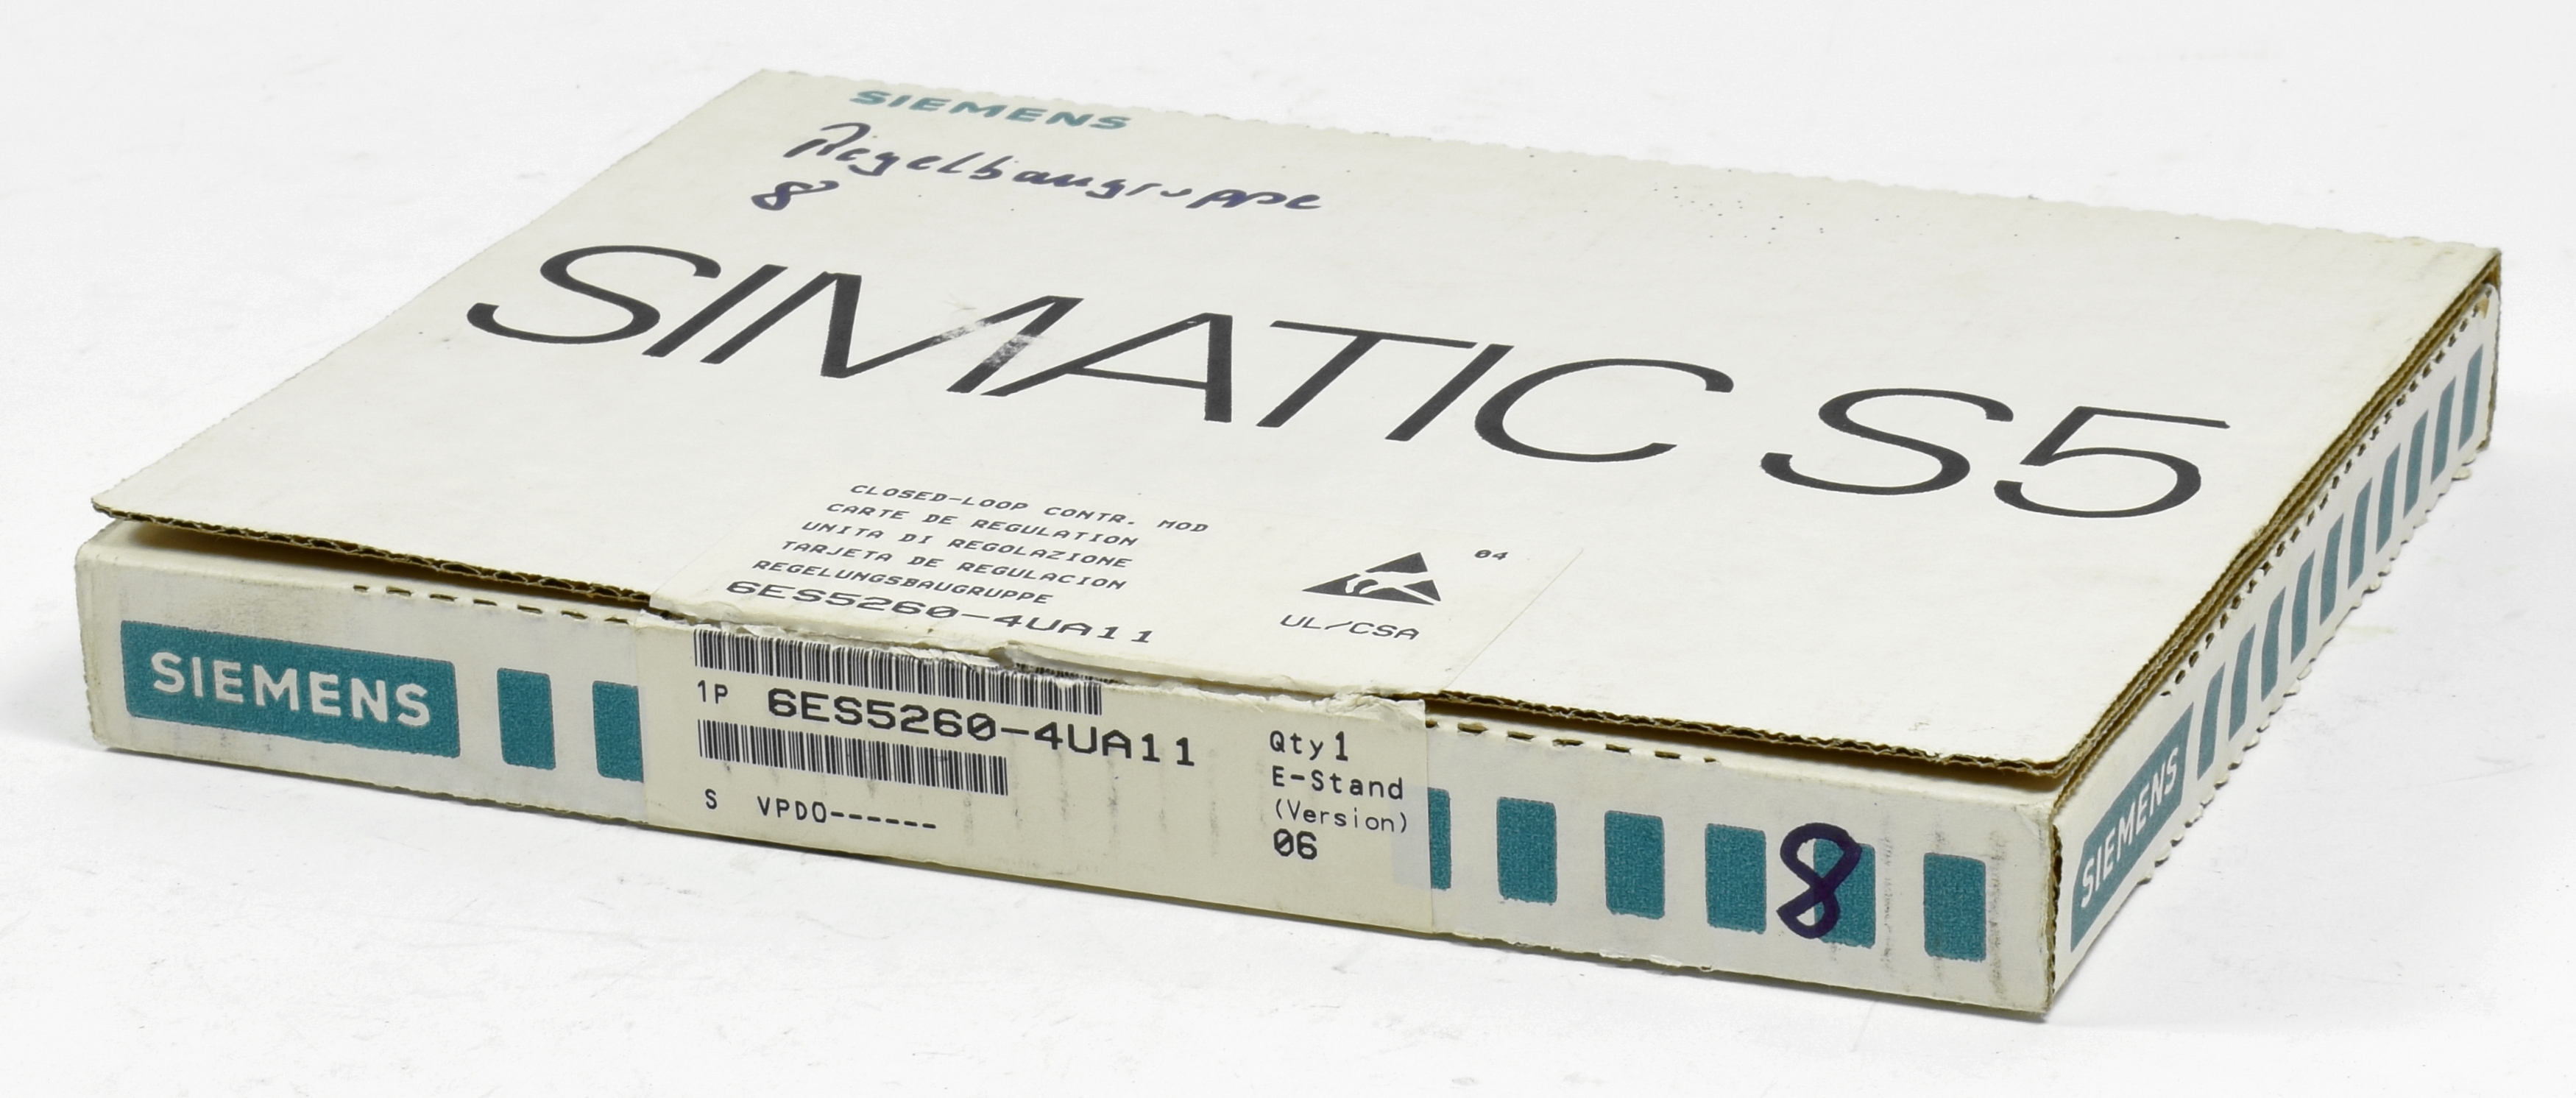 SIEMENS
Regelbaugruppe
8
SIMATIC S5
CLOSED-LOOP CONTR. MOD
CARTE DE REGULATION
UNITA DI REGOLAZIONE
TARJETA DE REGULACION
REGELUNGSBAUGRUPPE
6ES5260-4UA11
04
UL/CSA
SIEMENS
1P 6ES5260-4UA11
S VPDO------
Qty 1
E-Stand
(Version)
06
8
SIEMENS